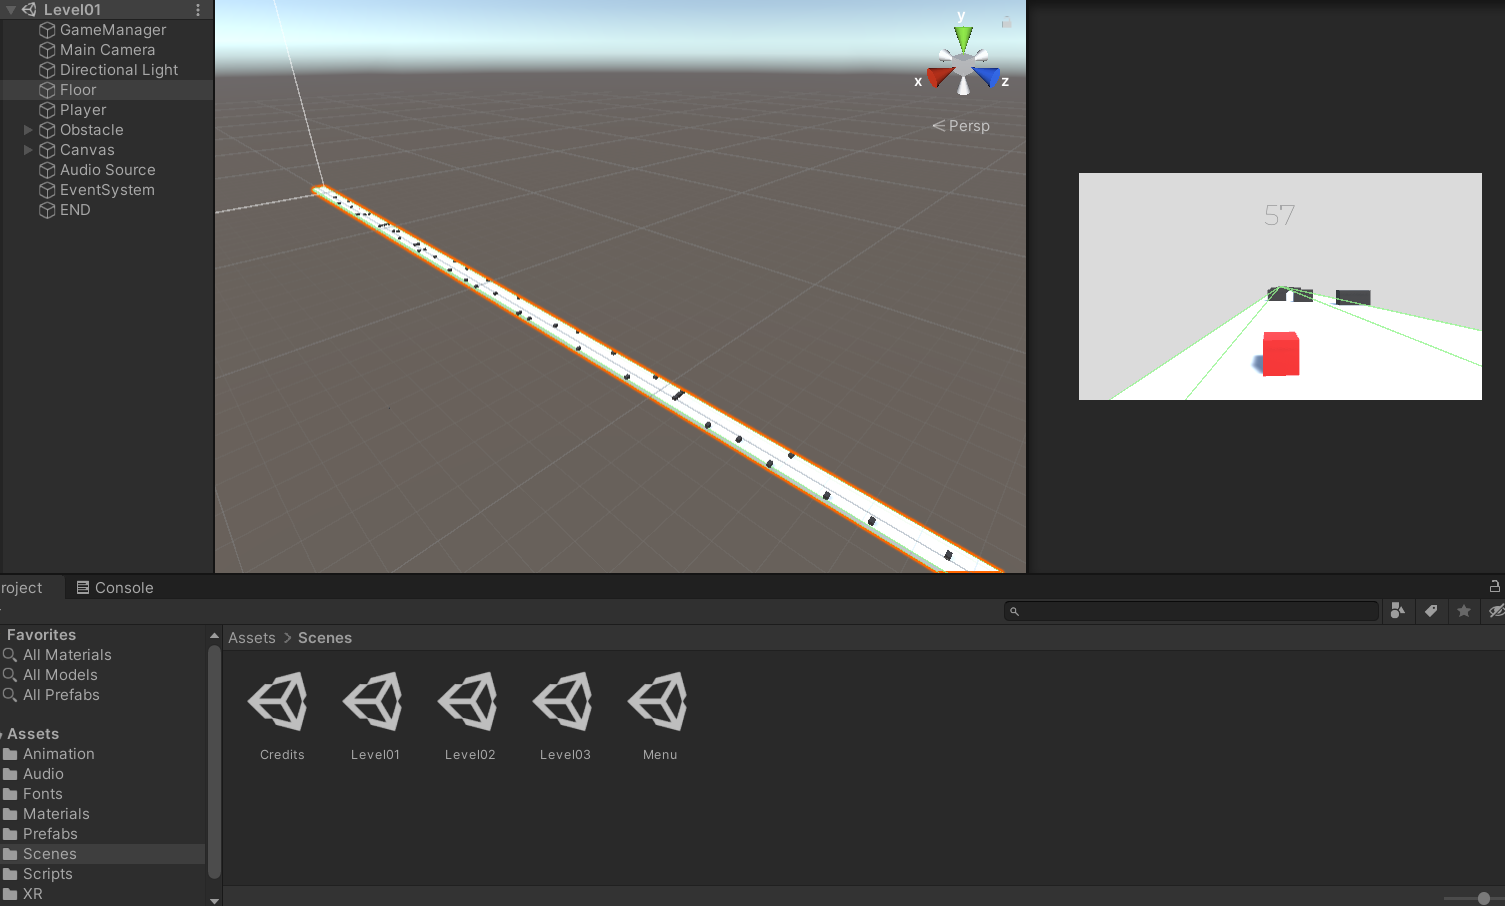 Level01
GameManager
Main Camera
Directional Light
Floor
Player
Obstacle
Canvas
Audio Source
EventSystem
END
y
x
z
Persp
57
roject
Console
Favorites
All Materials
All Models
All Prefabs
Assets
Animation
Audio
Fonts
Materials
Prefabs
Scenes
Scripts
XR
Assets > Scenes
Credits
Level01
Level02
Level03
Menu